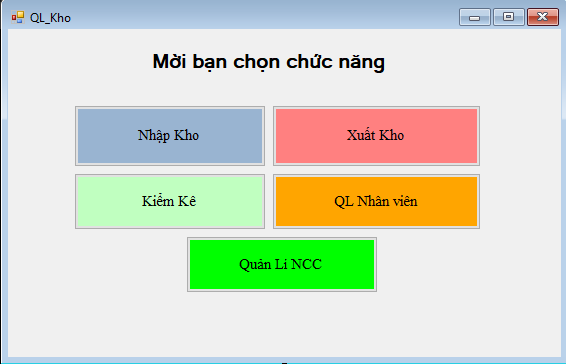 QL_Kho
Mời bạn chọn chức năng
Nhập Kho
Xuất Kho
Kiểm Kê
QL Nhân viên
Quản Lí NCC